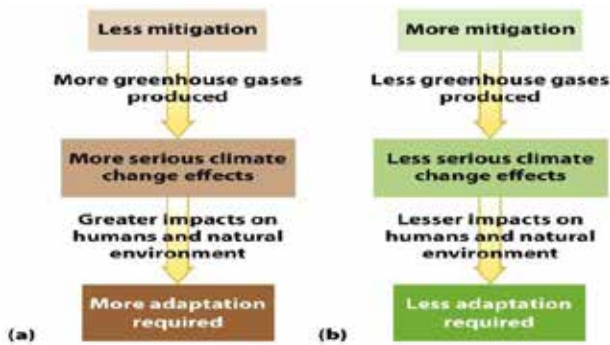 Less mitigation
More greenhouse gases
produced
More serious climate
change effects
Greater impacts on
humans and natural
environment
More adaptation
required
(a)
More mitigation
Less greenhouse gases
produced
Less serious climate
change effects
Lesser impacts on
humans and natural
environment
Less adaptation
required
(b)